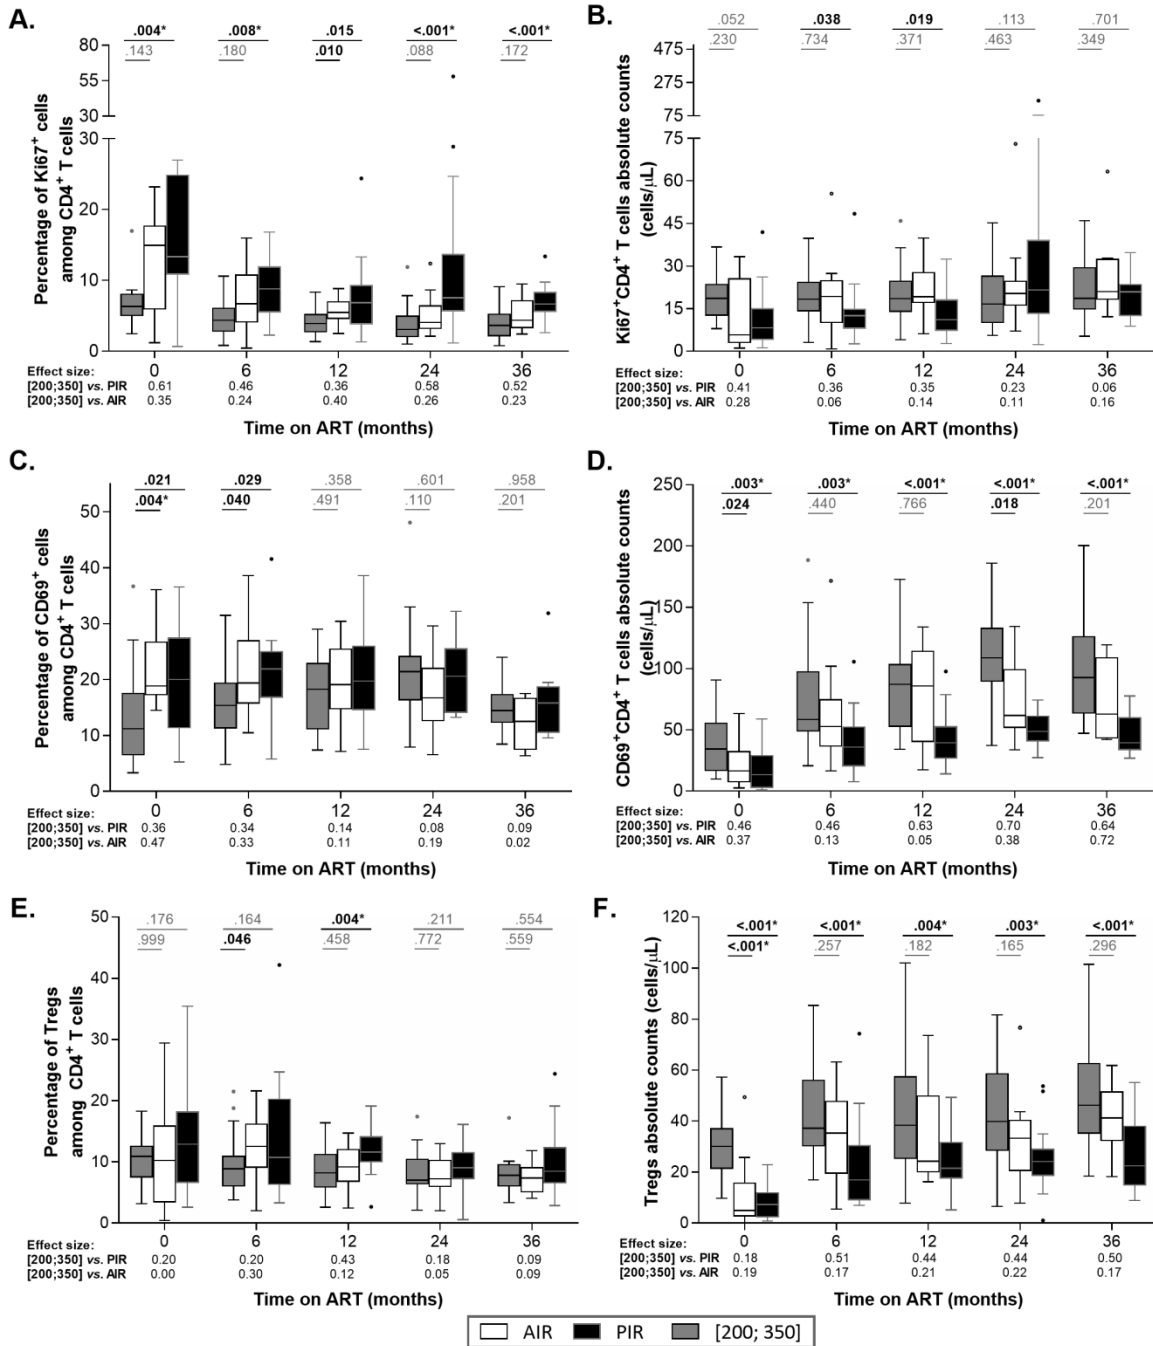 A.
.004* .008* .015 <.001* <.001*
.143 .180 .010 .088 .172
Percentage of Ki67+ cells
among CD4+ T cells
80
55
30
30
20
10
0
0 6 12 24 36
Effect size:
[200;350] vs. PIR 0.61 0.46 0.36 0.58 0.52
[200;350] vs. AIR 0.35 0.24 0.40 0.26 0.23
Time on ART (months)
B.
.052 .038 .019 .113 .701
.230 .734 .371 .463 .349
Ki67+CD4+ T cells absolute counts
(cells/µL)
475
275
75
75
60
45
30
15
0
0 6 12 24 36
Effect size:
[200;350] vs. PIR 0.41 0.36 0.35 0.23 0.06
[200;350] vs. AIR 0.28 0.06 0.14 0.11 0.16
Time on ART (months)
C.
.021 .029 .358 .601 .958
.004* .040 .491 .110 .201
Percentage of CD69+ cells
among CD4+ T cells
50
40
30
20
10
0
0 6 12 24 36
Effect size:
[200;350] vs. PIR 0.36 0.34 0.14 0.08 0.09
[200;350] vs. AIR 0.47 0.33 0.11 0.19 0.02
Time on ART (months)
D.
.003* .003* <.001* <.001* <.001*
.024 .440 .766 .018 .201
CD69+CD4+ T cells absolute counts
(cells/µL)
250
200
150
100
50
0
0 6 12 24 36
Effect size:
[200;350] vs. PIR 0.46 0.46 0.63 0.70 0.64
[200;350] vs. AIR 0.37 0.13 0.05 0.38 0.72
Time on ART (months)
E.
.176 .164 .004* .211 .554
.999 .046 .458 .772 .559
Percentage of Tregs
among CD4+ T cells
50
40
30
20
10
0
0 6 12 24 36
Effect size:
[200;350] vs. PIR 0.20 0.20 0.43 0.18 0.09
[200;350] vs. AIR 0.00 0.30 0.12 0.05 0.09
Time on ART (months)
F.
<.001* <.001* .004* .003* <.001*
<.001* .257 .182 .165 .296
Tregs absolute counts (cells/µL)
120
100
80
60
40
20
0
0 6 12 24 36
Effect size:
[200;350] vs. PIR 0.18 0.51 0.44 0.44 0.50
[200;350] vs. AIR 0.19 0.17 0.21 0.22 0.17
Time on ART (months)
AIR PIR [200; 350]